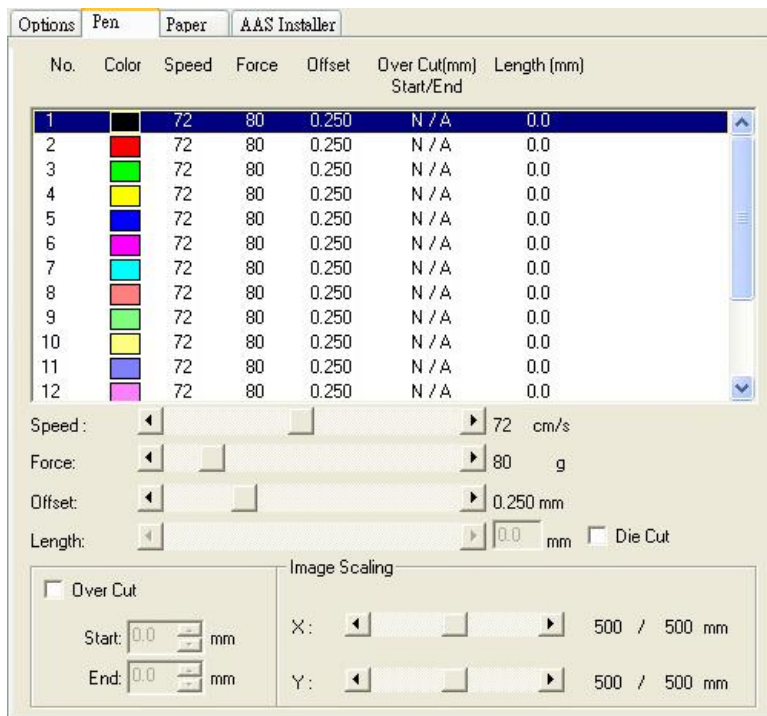 Options Pen Paper AAS Installer
No. Color Speed Force Offset Over Cut(mm) Length (mm)
Start/End
1 72 80 0.250 N / A 0.0
2 72 80 0.250 N / A 0.0
3 72 80 0.250 N / A 0.0
4 72 80 0.250 N / A 0.0
5 72 80 0.250 N / A 0.0
6 72 80 0.250 N / A 0.0
7 72 80 0.250 N / A 0.0
8 72 80 0.250 N / A 0.0
9 72 80 0.250 N / A 0.0
10 72 80 0.250 N / A 0.0
11 72 80 0.250 N / A 0.0
12 72 80 0.250 N / A 0.0
Speed : 72 cm/s
Force: 80 g
Offset: 0.250 mm
Length: 0.0 mm Die Cut
Over Cut
Start: 0.0 mm
End: 0.0 mm
Image Scaling
X : 500 / 500 mm
Y : 500 / 500 mm